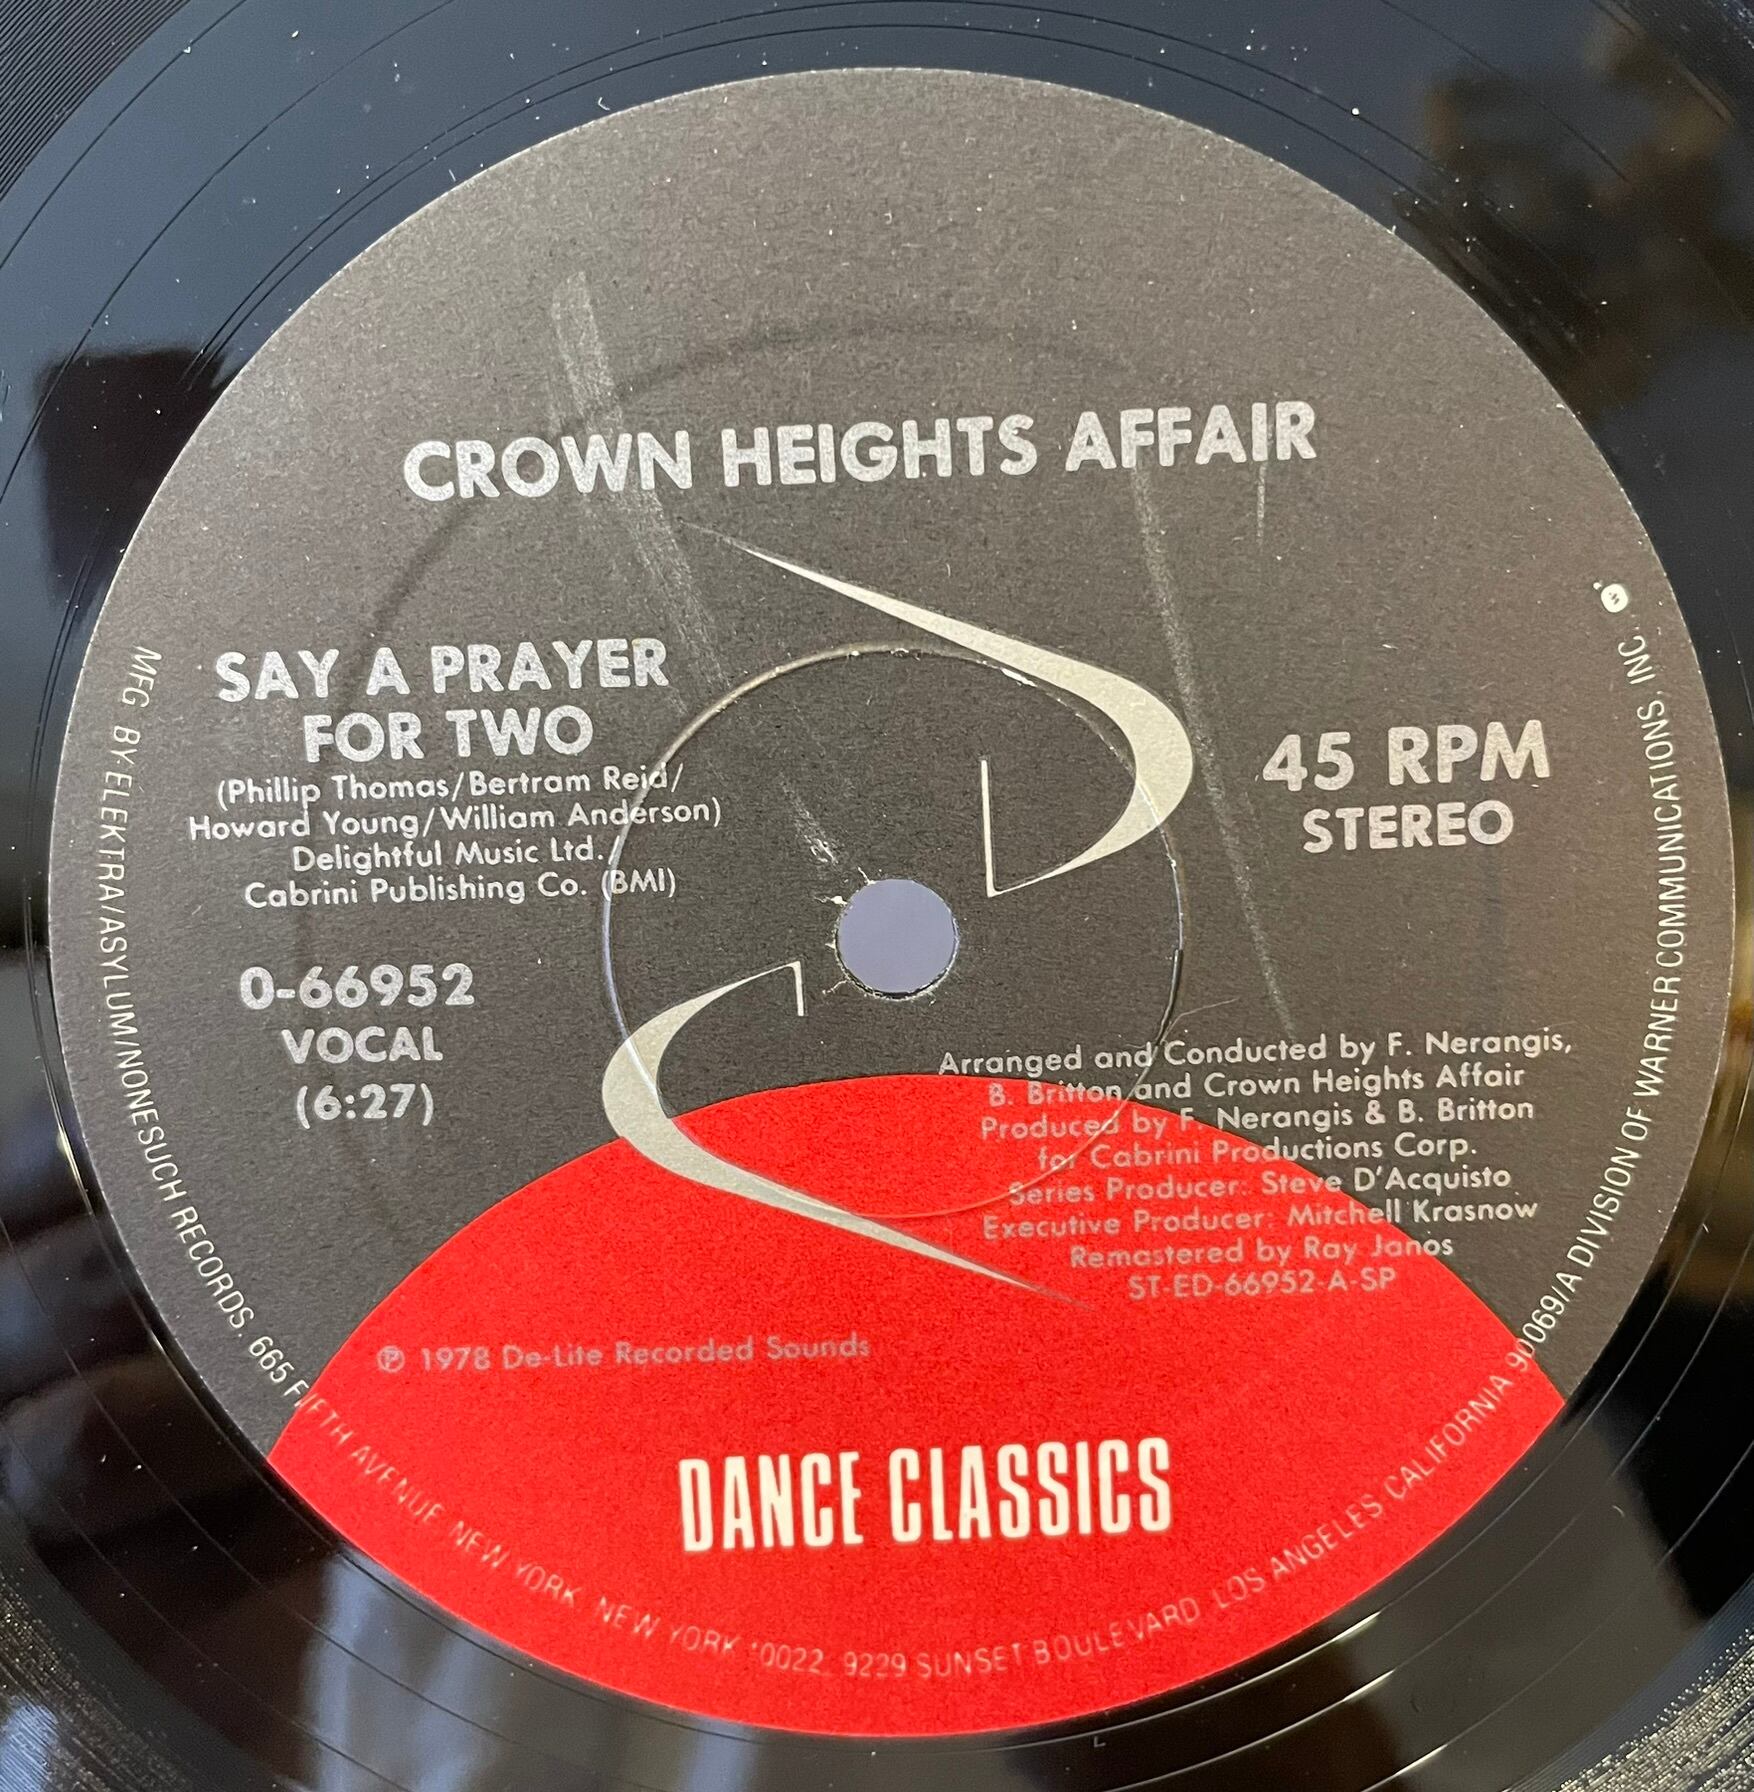 CROWN HEIGHTS AFFAIR
SAY A PRAYER
FOR TWO
(Phillip Thomas/Bertram Reid/
Howard Young/William Anderson)
Delightful Music Ltd./
Cabrini Publishing Co. (BMI)
0-66952
VOCAL
(6:27)
45 RPM
STEREO
Arranged and Conducted by F. Nerangis,
B. Britton and Crown Heights Affair
Produced by F. Nerangis & B. Britton
for Cabrini Productions Corp.
Series Producer: Steve D'Acquisto
Executive Producer: Mitchell Krasnow
Remastered by Ray Janos
ST-ED-66952-A-SP
℗ 1978 De-Lite Recorded Sounds
DANCE CLASSICS
MFG. BY ELEKTRA/ASYLUM/NONESUCH RECORDS, 665 FIFTH AVENUE NEW YORK, NEW YORK 10022, 9229 SUNSET BOULEVARD LOS ANGELES CALIFORNIA 90069/A DIVISION OF WARNER COMMUNICATIONS, INC.